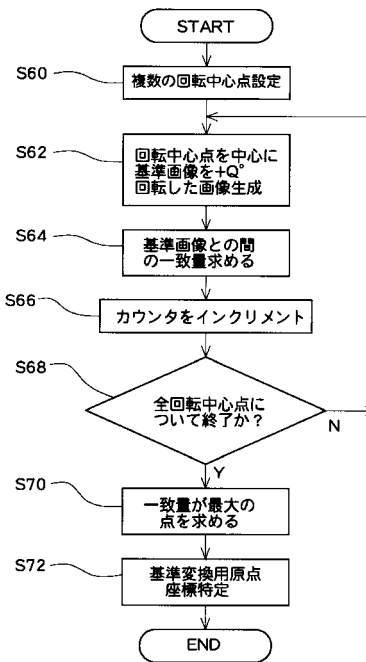 START
S60
複数の回転中心点設定
S62
回転中心点を中心に
基準画像を+Q°
回転した画像生成
S64
基準画像との間
の一致量求める
S66
カウンタをインクリメント
S68
全回転中心点に
ついて終了か？
N
Y
S70
一致量が最大の
点を求める
S72
基準変換用原点
座標特定
END